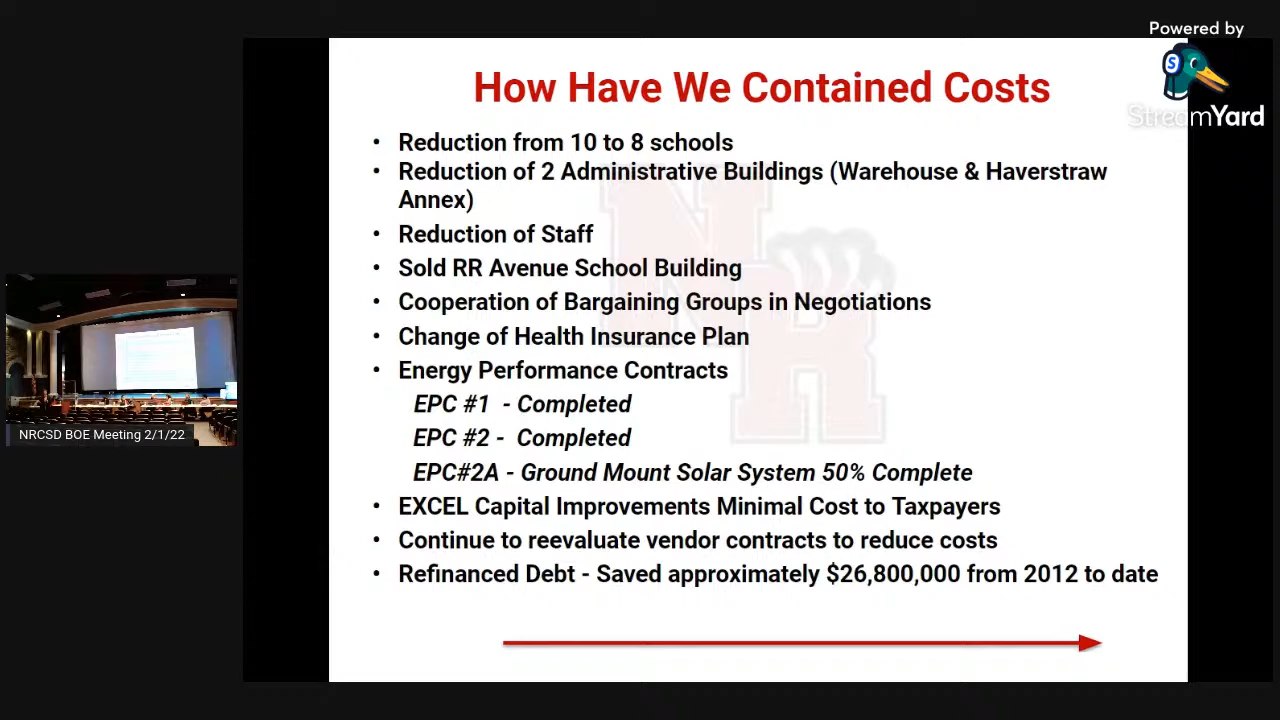 Powered by
StreamYard
How Have We Contained Costs
• Reduction from 10 to 8 schools
• Reduction of 2 Administrative Buildings (Warehouse & Haverstraw
Annex)
• Reduction of Staff
• Sold RR Avenue School Building
• Cooperation of Bargaining Groups in Negotiations
• Change of Health Insurance Plan
• Energy Performance Contracts
EPC #1 - Completed
EPC #2 - Completed
EPC#2A - Ground Mount Solar System 50% Complete
• EXCEL Capital Improvements Minimal Cost to Taxpayers
• Continue to reevaluate vendor contracts to reduce costs
• Refinanced Debt - Saved approximately $26,800,000 from 2012 to date
NR
NRCSD BOE Meeting 2/1/22